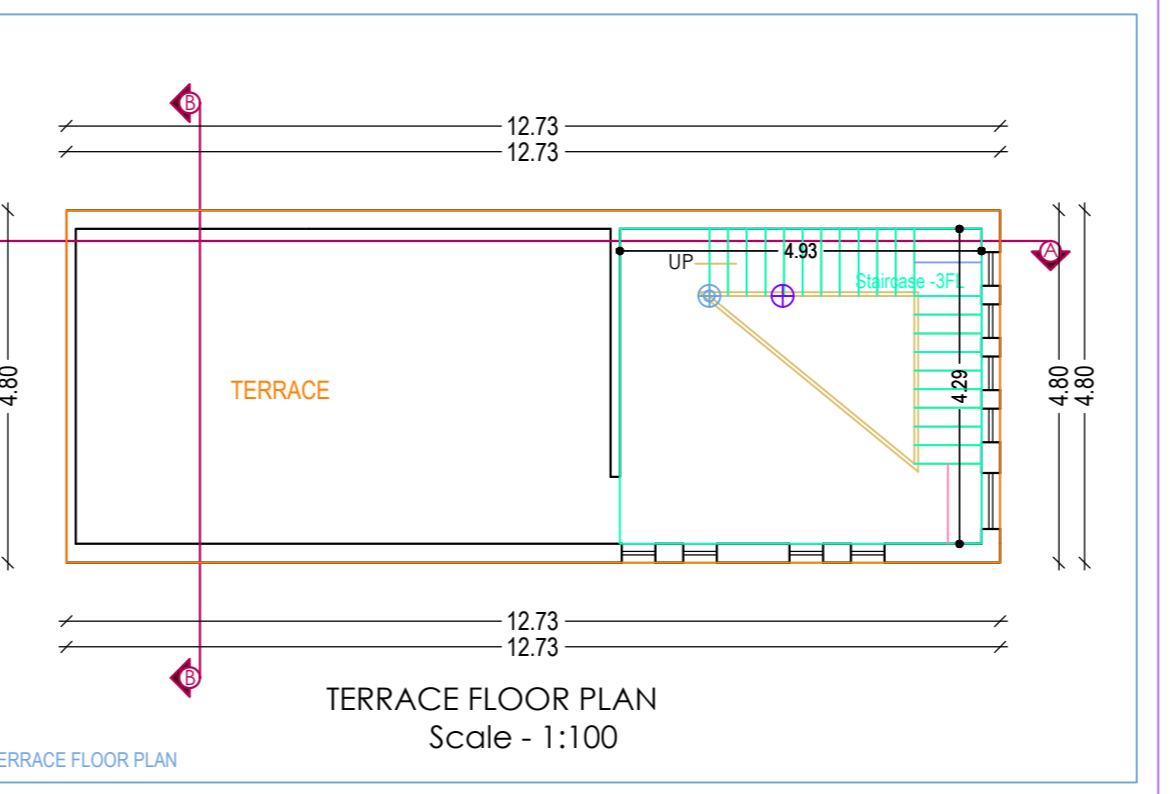 B
12.73
12.73
4.93
UP
A
Staircase -3FL
4.80
TERRACE
4.29
4.80
4.80
12.73
12.73
B
TERRACE FLOOR PLAN
Scale - 1:100
ERRACE FLOOR PLAN